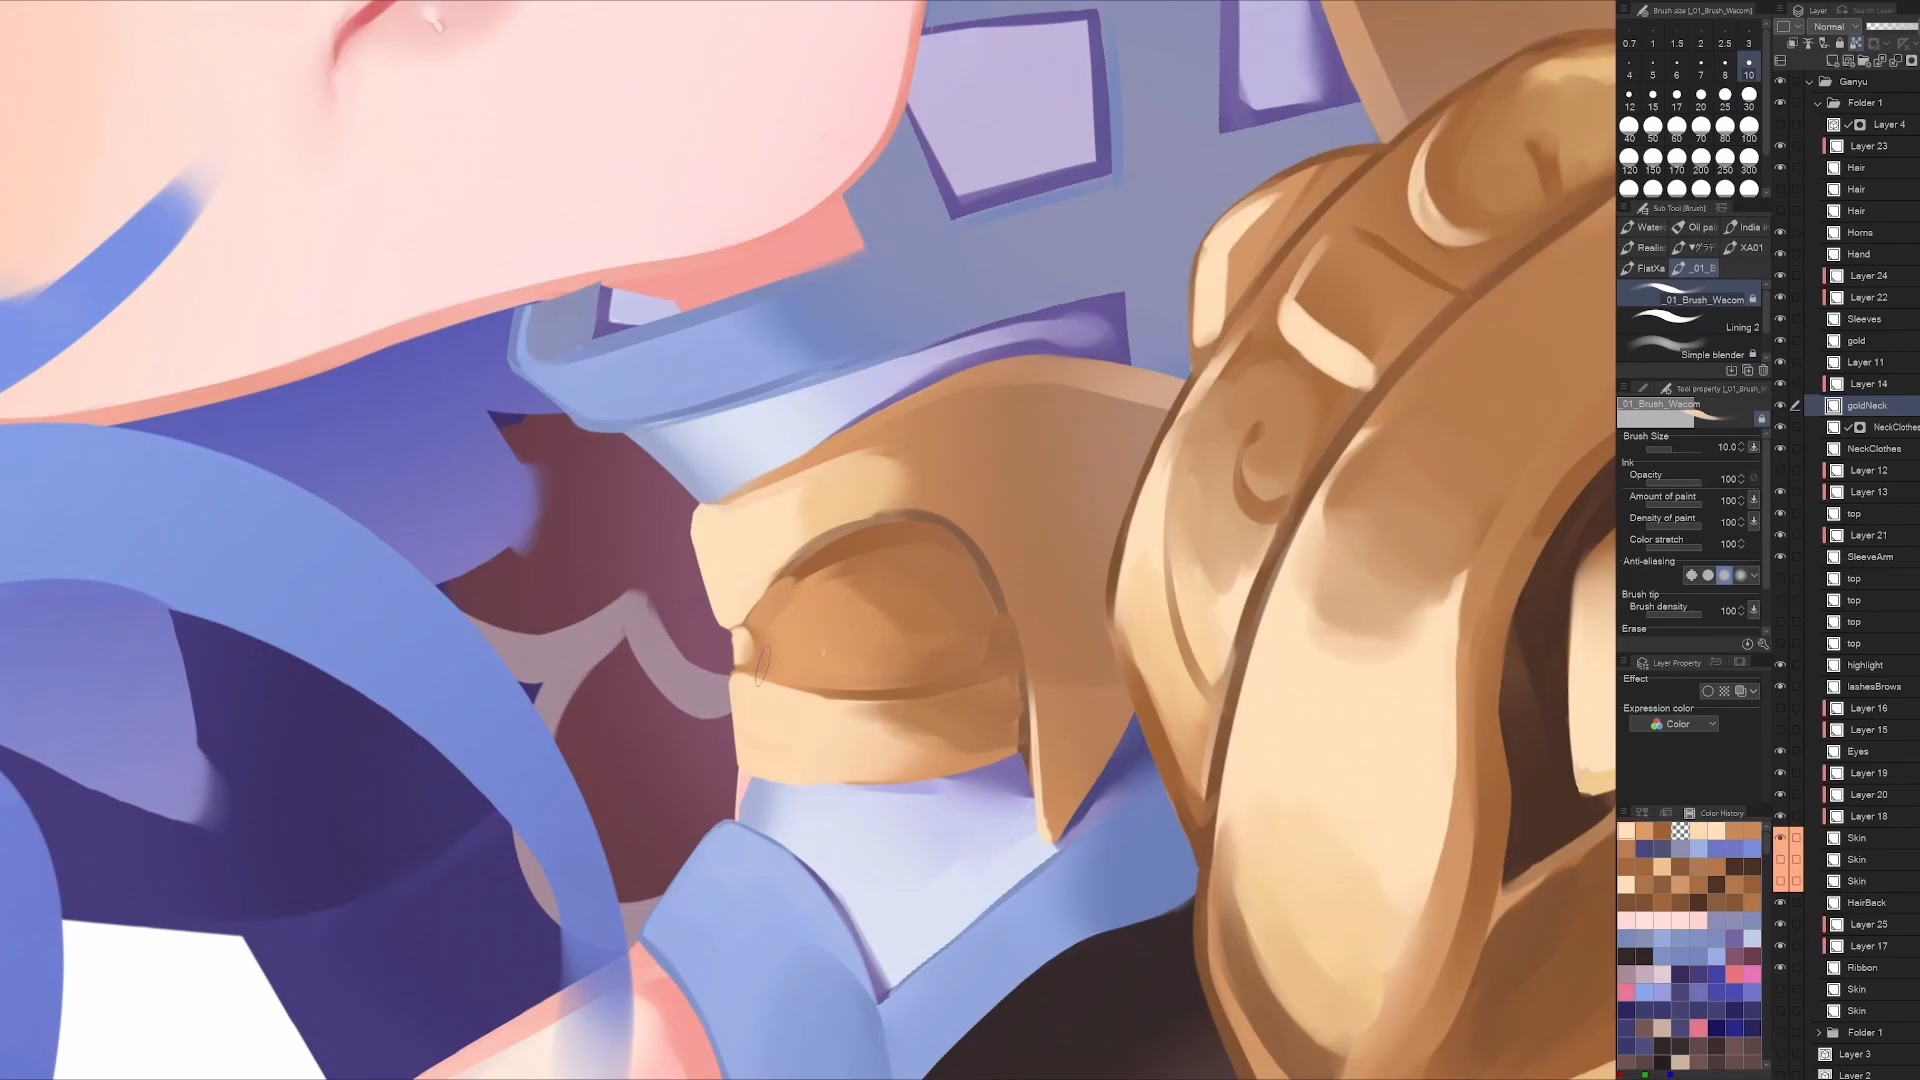 Brush size [_01_Brush_Wacom]
0.7 1 1.5 2 2.5 3
4 5 6 7 8 10
12 15 17 20 25 30
40 50 60 70 80 100
120 150 170 200 250 300
Sub Tool [Brush]
Water Oil pai India i
Realis ▼グラデ XA01
FlatXa _01_B
_01_Brush_Wacom
Lining 2
Simple blender
Tool property [_01_Brush_W
01_Brush_Wacom
Brush Size
10.0
Ink
Opacity 100
Amount of paint 100
Density of paint 100
Color stretch 100
Anti-aliasing
Brush tip
Brush density 100
Erase
Layer Property
Effect
Expression color
Color
Color History
Layer Search Layer
Normal
Ganyu
Folder 1
Layer 4
Layer 23
Hair
Hair
Hair
Horns
Hand
Layer 24
Layer 22
Sleeves
gold
Layer 11
Layer 14
goldNeck
NeckClothes
NeckClothes
Layer 12
Layer 13
top
Layer 21
SleeveArm
top
top
top
top
highlight
lashesBrows
Layer 16
Layer 15
Eyes
Layer 19
Layer 20
Layer 18
Skin
Skin
Skin
HairBack
Layer 25
Layer 17
Ribbon
Skin
Skin
Folder 1
Layer 3
Layer 2